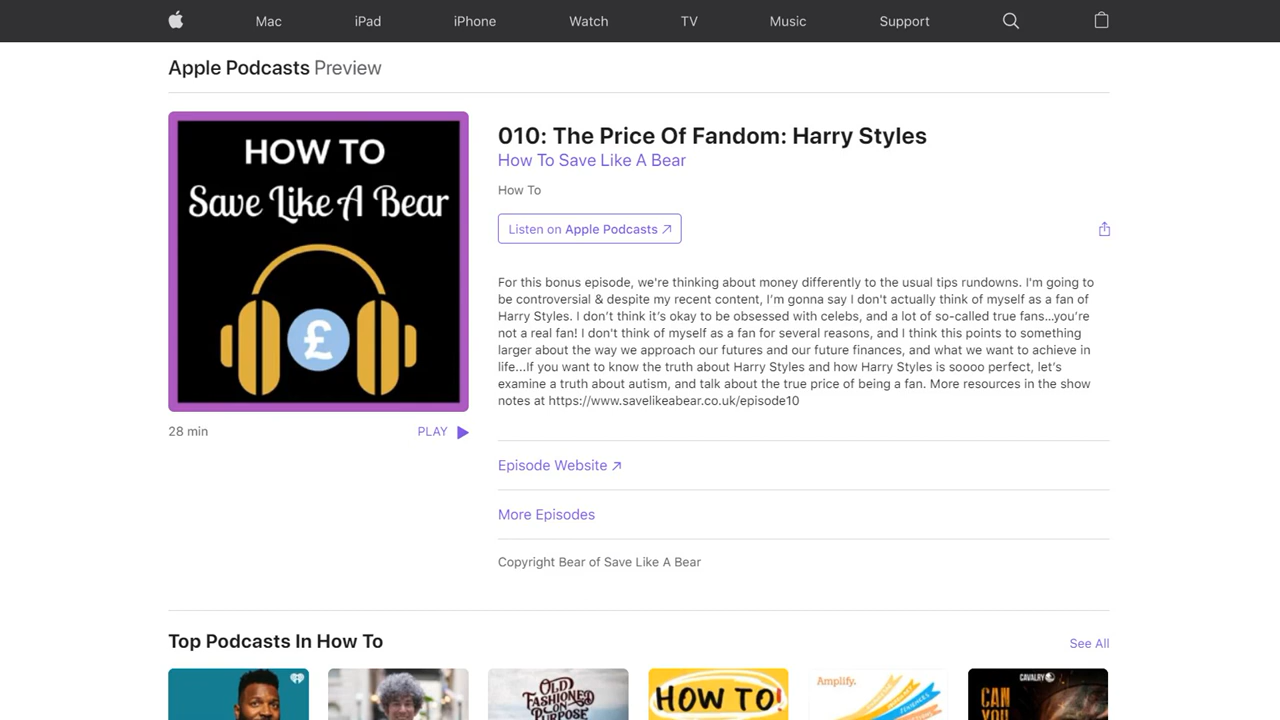 Mac iPad iPhone Watch TV Music Support
Apple Podcasts Preview
HOW TO
Save Like A Bear
£
28 min
PLAY
010: The Price Of Fandom: Harry Styles
How To Save Like A Bear
How To
Listen on Apple Podcasts ↗
For this bonus episode, we're thinking about money differently to the usual tips rundowns. I'm going to
be controversial & despite my recent content, I'm gonna say I don't actually think of myself as a fan of
Harry Styles. I don't think it's okay to be obsessed with celebs, and a lot of so-called true fans...you're
not a real fan! I don't think of myself as a fan for several reasons, and I think this points to something
larger about the way we approach our futures and our future finances, and what we want to achieve in
life...If you want to know the truth about Harry Styles and how Harry Styles is soooo perfect, let's
examine a truth about autism, and talk about the true price of being a fan. More resources in the show
notes at https://www.savelikeabear.co.uk/episode10
Episode Website ↗
More Episodes
Copyright Bear of Save Like A Bear
Top Podcasts In How To
See All
OLD
FASHIONED
ON
PURPOSE
HOW TO!
Amplify.
CAVALRY
CAN
YOU